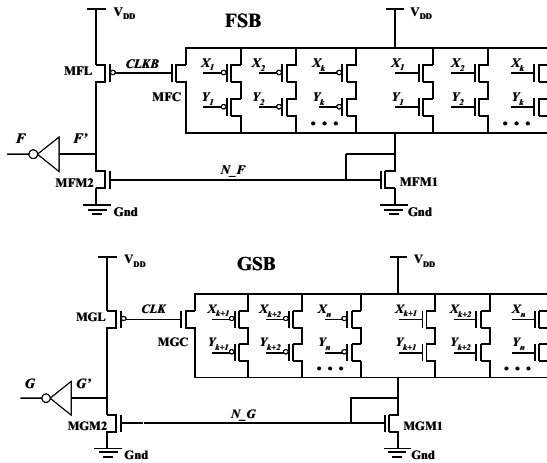 FSB
V_DD V_DD
MFL CLKB MFC X_1 X_2 X_k X_1 X_2 X_k
Y_1 Y_2 Y_k Y_1 Y_2 Y_k
• • • • • •
F F’
MFM2 N_F MFM1
Gnd Gnd
GSB
V_DD V_DD
MGL CLK MGC X_k+1 X_k+2 X_n X_k+1 X_k+2 X_n
Y_k+1 Y_k+2 Y_n Y_k+1 Y_k+2 Y_n
• • • • • •
G G’
MGM2 N_G MGM1
Gnd Gnd